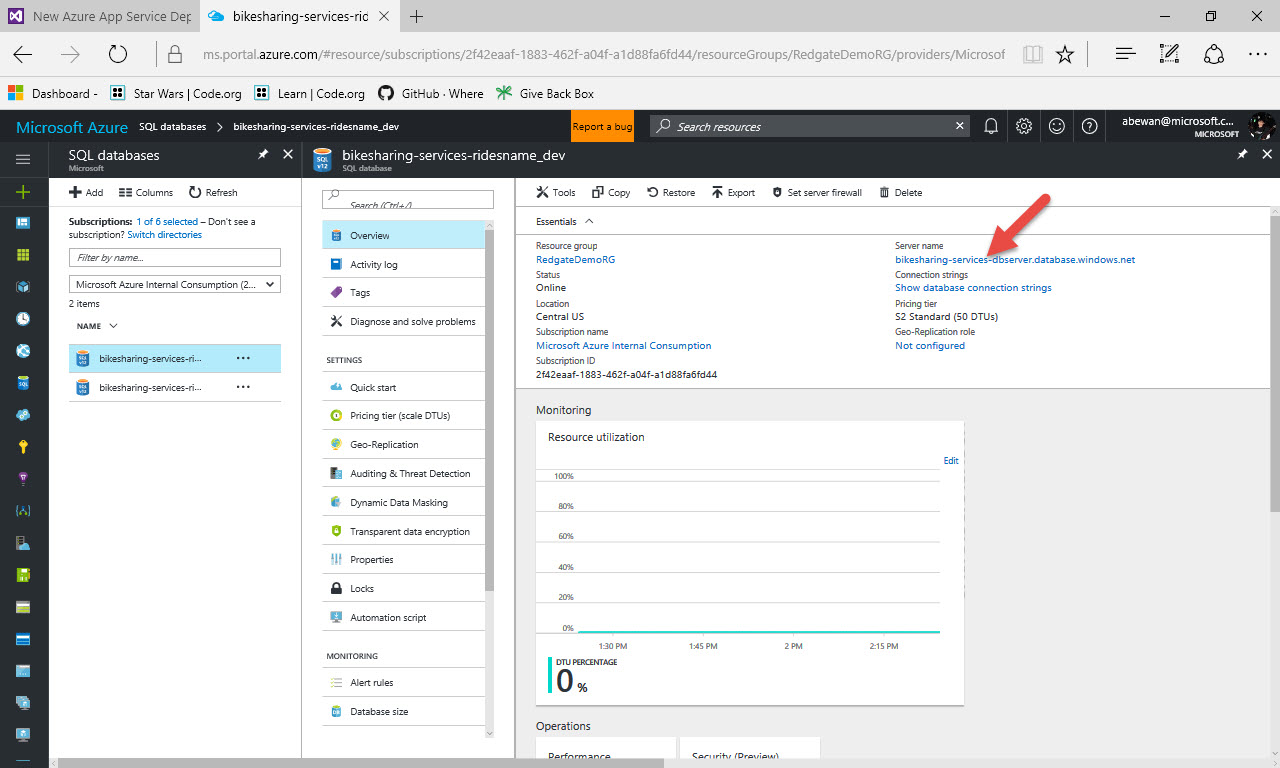 New Azure App Service Dep
bikesharing-services-rid
ms.portal.azure.com/#resource/subscriptions/2f42eaaf-1883-462f-a04f-a1d88fa6fd44/resourceGroups/RedgateDemoRG/providers/Microsof
Dashboard -
Star Wars | Code.org
Learn | Code.org
GitHub · Where
Give Back Box
Microsoft Azure
SQL databases
bikesharing-services-ridesname_dev
Report a bug
Search resources
abewan@microsoft.c...
MICROSOFT
SQL databases
Microsoft
Add
Columns
Refresh
Subscriptions: 1 of 6 selected – Don't see a
subscription? Switch directories
Filter by name...
Microsoft Azure Internal Consumption (2...
2 items
NAME
bikesharing-services-ri...
bikesharing-services-ri...
bikesharing-services-ridesname_dev
SQL database
Search (Ctrl+/)
Overview
Activity log
Tags
Diagnose and solve problems
SETTINGS
Quick start
Pricing tier (scale DTUs)
Geo-Replication
Auditing & Threat Detection
Dynamic Data Masking
Transparent data encryption
Properties
Locks
Automation script
MONITORING
Alert rules
Database size
Tools
Copy
Restore
Export
Set server firewall
Delete
Essentials
Resource group
RedgateDemoRG
Status
Online
Location
Central US
Subscription name
Microsoft Azure Internal Consumption
Subscription ID
2f42eaaf-1883-462f-a04f-a1d88fa6fd44
Server name
bikesharing-services-dbserver.database.windows.net
Connection strings
Show database connection strings
Pricing tier
S2 Standard (50 DTUs)
Geo-Replication role
Not configured
Monitoring
Resource utilization
Edit
100%
80%
60%
40%
20%
0%
1:30 PM
1:45 PM
2 PM
2:15 PM
DTU PERCENTAGE
0 %
Operations
Performance
Security (Preview)